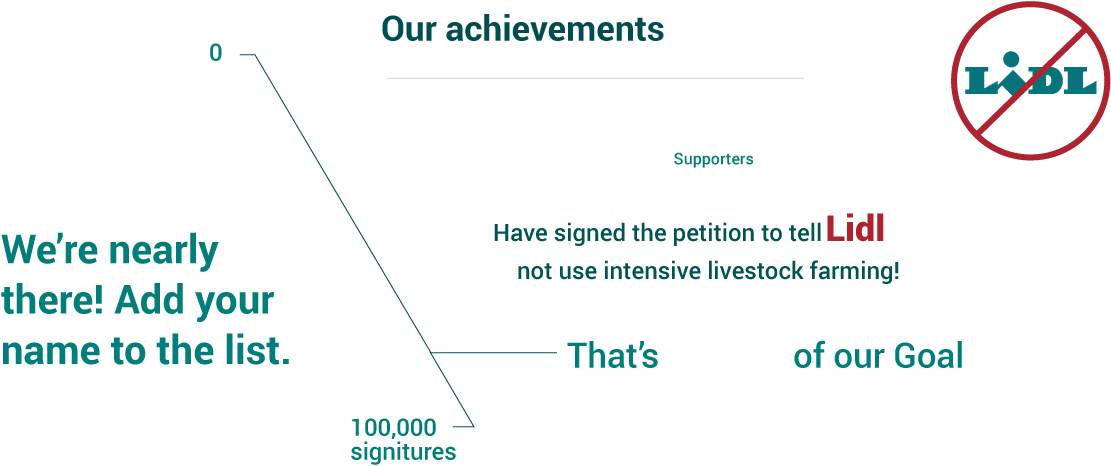 Our achievements
0
LiDL
Supporters
Have signed the petition to tell Lidl
not use intensive livestock farming!
We’re nearly
there! Add your
name to the list.
That’s of our Goal
100,000
signitures